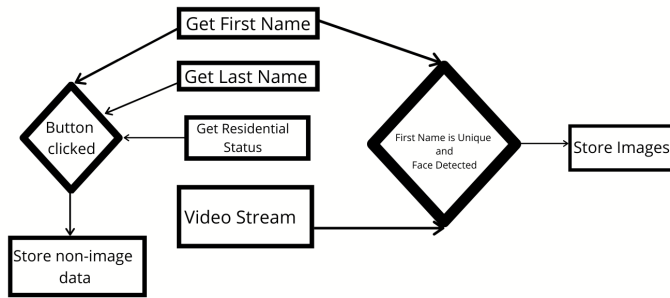 Get First Name
Get Last Name
Button
clicked
Get Residential
Status
First Name is Unique
and
Face Detected
Store Images
Video Stream
Store non-image
data